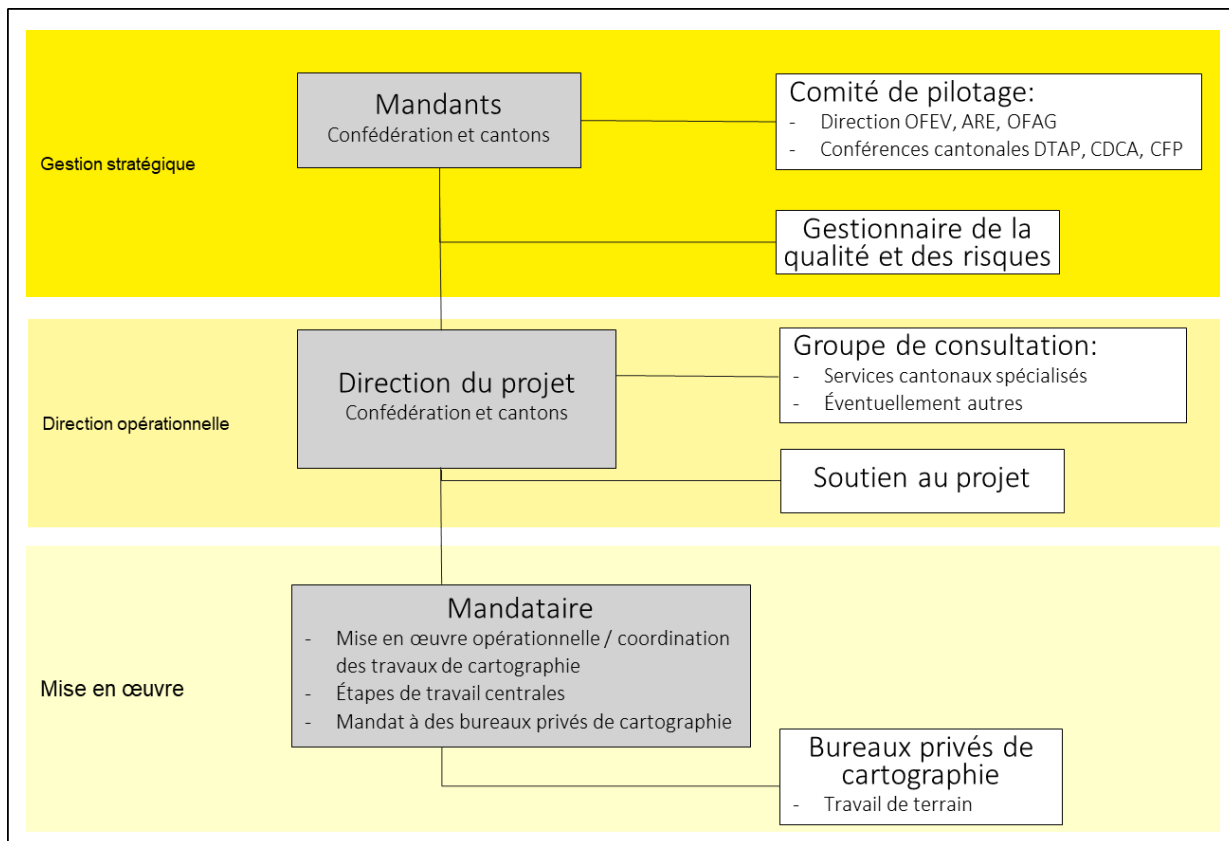 Gestion stratégique
Mandants
Confédération et cantons
Comité de pilotage:
- Direction OFEV, ARE, OFAG
- Conférences cantonales DTAP, CDCA, CFP
Gestionnaire de la
qualité et des risques
Direction opérationnelle
Direction du projet
Confédération et cantons
Groupe de consultation:
- Services cantonaux spécialisés
- Éventuellement autres
Soutien au projet
Mise en œuvre
Mandataire
- Mise en œuvre opérationnelle / coordination
des travaux de cartographie
- Étapes de travail centrales
- Mandat à des bureaux privés de cartographie
Bureaux privés de
cartographie
- Travail de terrain